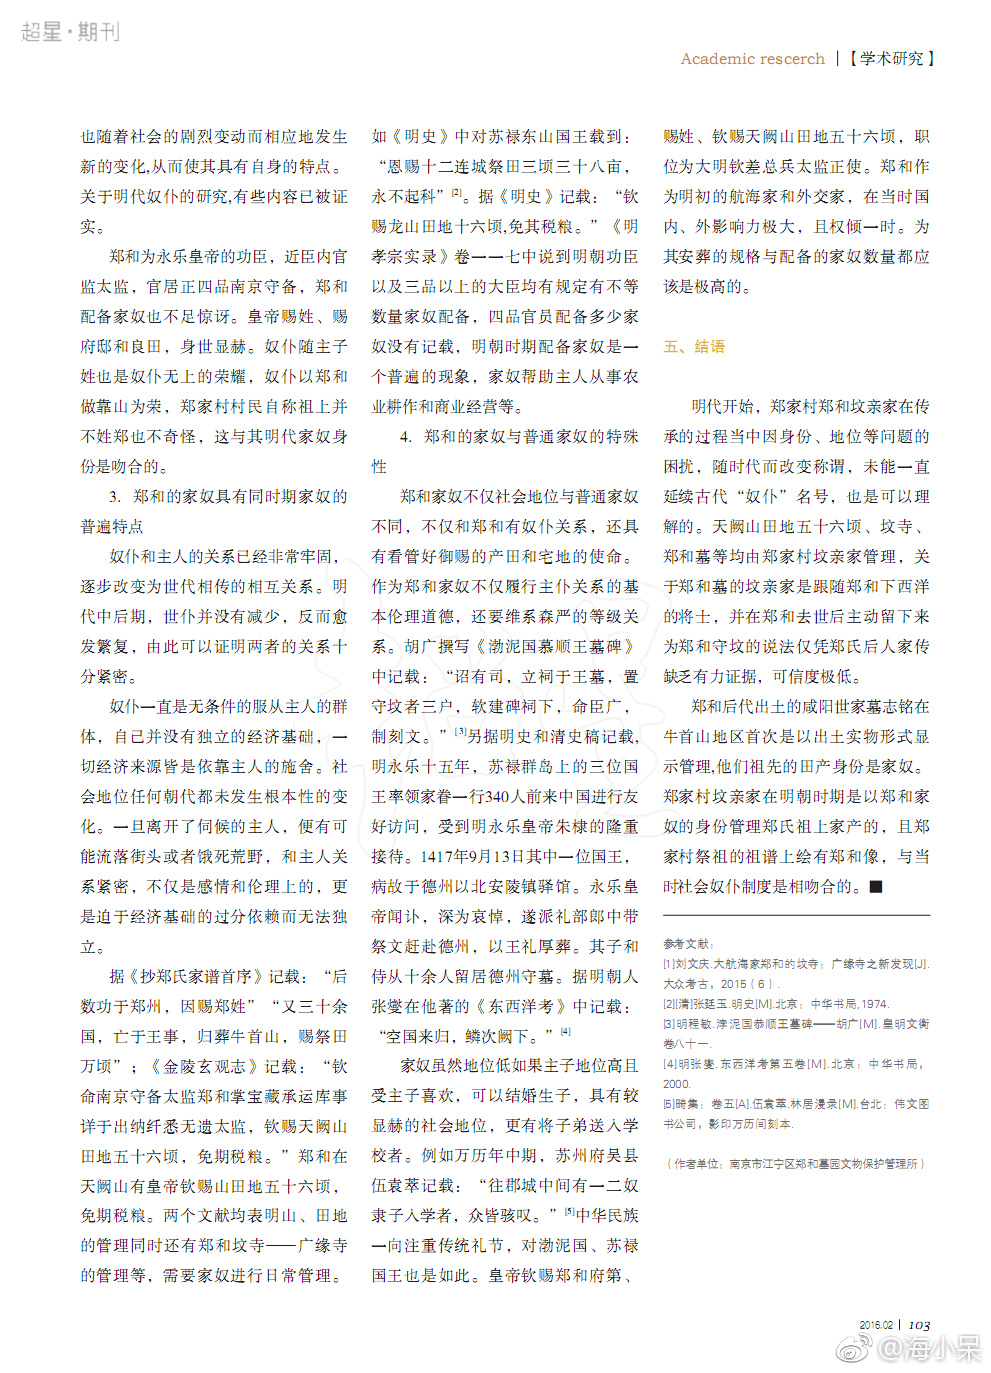 超星·期刊
Academic rescerch 【学术研究】
也随着社会的剧烈变动而相应地发生
新的变化,从而使其具有自身的特点。
关于明代奴仆的研究,有些内容已被证
实。
郑和为永乐皇帝的功臣，近臣内官
监太监，官居正四品南京守备，郑和
配备家奴也不足惊讶。皇帝赐姓、赐
府邸和良田，身世显赫。奴仆随主子
姓也是奴仆无上的荣耀，奴仆以郑和
做靠山为荣，郑家村村民自称祖上并
不姓郑也不奇怪，这与其明代家奴身
份是吻合的。
3. 郑和的家奴具有同时期家奴的
普遍特点
奴仆和主人的关系已经非常牢固，
逐步改变为世代相传的相互关系。明
代中后期，世仆并没有减少，反而愈
发繁复，由此可以证明两者的关系十
分紧密。
奴仆一直是无条件的服从主人的群
体，自己并没有独立的经济基础，一
切经济来源皆是依靠主人的施舍。社
会地位任何朝代都未发生根本性的变
化。一旦离开了伺候的主人，便有可
能流落街头或者饿死荒野，和主人关
系紧密，不仅是感情和伦理上的，更
是迫于经济基础的过分依赖而无法独
立。
据《抄郑氏家谱首序》记载：“后
数功于郑州，因赐郑姓”“又三十余
国，亡于王事，归葬牛首山，赐祭田
万顷”；《金陵玄观志》记载：“钦
命南京守备太监郑和掌宝藏承运库事
详于出纳纤悉无遗太监，钦赐天阙山
田地五十六顷，免期税粮。”郑和在
天阙山有皇帝钦赐山田地五十六顷，
免期税粮。两个文献均表明山、田地
的管理同时还有郑和坟寺——广缘寺
的管理等，需要家奴进行日常管理。
如《明史》中对苏禄东山国王载到：
“恩赐十二连城祭田三顷三十八亩，
永不起科”[2]。据《明史》记载：“钦
赐龙山田地十六顷,免其税粮。”《明
孝宗实录》卷一一七中说到明朝功臣
以及三品以上的大臣均有规定有不等
数量家奴配备，四品官员配备多少家
奴没有记载，明朝时期配备家奴是一
个普遍的现象，家奴帮助主人从事农
业耕作和商业经营等。
4. 郑和的家奴与普通家奴的特殊
性
郑和家奴不仅社会地位与普通家奴
不同，不仅和郑和有奴仆关系，还具
有看管好御赐的产田和宅地的使命。
作为郑和家奴不仅履行主仆关系的基
本伦理道德，还要维系森严的等级关
系。胡广撰写《渤泥国慕顺王墓碑》
中记载：“诏有司，立祠于王墓，置
守坟者三户，敕建碑祠下，命臣广，
制刻文。”[3]另据明史和清史稿记载,
明永乐十五年，苏禄群岛上的三位国
王率领家眷一行340人前来中国进行友
好访问，受到明永乐皇帝朱棣的隆重
接待。1417年9月13日其中一位国王，
病故于德州以北安陵镇驿馆。永乐皇
帝闻讣，深为哀悼，遂派礼部郎中带
祭文赶赴德州，以王礼厚葬。其子和
侍从十余人留居德州守墓。据明朝人
张燮在他著的《东西洋考》中记载：
“空国来归，鳞次阙下。”[4]
家奴虽然地位低如果主子地位高且
受主子喜欢，可以结婚生子，具有较
显赫的社会地位，更有将子弟送入学
校者。例如万历年中期，苏州府吴县
伍袁萃记载：“往郡城中间有一二奴
隶子入学者，众皆骇叹。”[5]中华民族
一向注重传统礼节，对渤泥国、苏禄
国王也是如此。皇帝钦赐郑和府第、
赐姓、钦赐天阙山田地五十六顷，职
位为大明钦差总兵太监正使。郑和作
为明初的航海家和外交家，在当时国
内、外影响力极大，且权倾一时。为
其安葬的规格与配备的家奴数量都应
该是极高的。
五、结语
明代开始，郑家村郑和坟亲家在传
承的过程当中因身份、地位等问题的
困扰，随时代而改变称谓，未能一直
延续古代“奴仆”名号，也是可以理
解的。天阙山田地五十六顷、坟寺、
郑和墓等均由郑家村坟亲家管理，关
于郑和墓的坟亲家是跟随郑和下西洋
的将士，并在郑和去世后主动留下来
为郑和守坟的说法仅凭郑氏后人家传
缺乏有力证据，可信度极低。
郑和后代出土的咸阳世家墓志铭在
牛首山地区首次是以出土实物形式显
示管理,他们祖先的田产身份是家奴。
郑家村坟亲家在明朝时期是以郑和家
奴的身份管理郑氏祖上家产的，且郑
家村祭祖的祖谱上绘有郑和像，与当
时社会奴仆制度是相吻合的。■
参考文献：
[1]刘文庆.大航海家郑和的坟寺：广缘寺之新发现[J].
大众考古，2015（6）.
[2][清]张廷玉.明史[M].北京：中华书局,1974.
[3]明程敏.浡泥国恭顺王墓碑——胡广[M].皇明文衡
卷八十一.
[4]明张燮.东西洋考第五卷[M].北京：中华书局，
2000.
[5]畸集：卷五[A].伍袁萃.林居漫录[M].台北：伟文图
书公司，影印万历间刻本.
（作者单位：南京市江宁区郑和墓园文物保护管理所）
2016.02 | 103
@海小呆